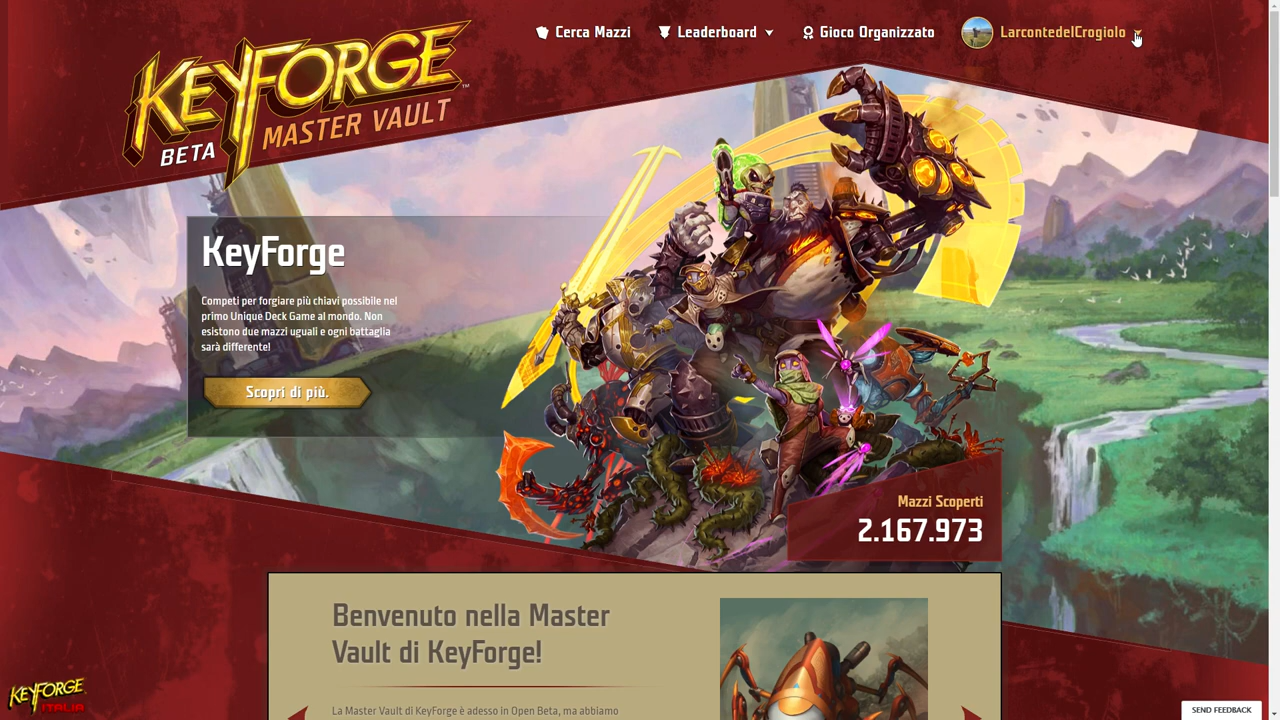 KEYFORGE
MASTER VAULT
BETA
Cerca Mazzi
Leaderboard
Gioco Organizzato
LarcontedelCrogiolo
KeyForge
Competi per forgiare più chiavi possibile nel
primo Unique Deck Game al mondo. Non
esistono due mazzi uguali e ogni battaglia
sarà differente!
Scopri di più.
Mazzi Scoperti
2.167.973
Benvenuto nella Master
Vault di KeyForge!
La Master Vault di KeyForge è adesso in Open Beta, ma abbiamo
KEYFORGE
ITALIA
SEND FEEDBACK